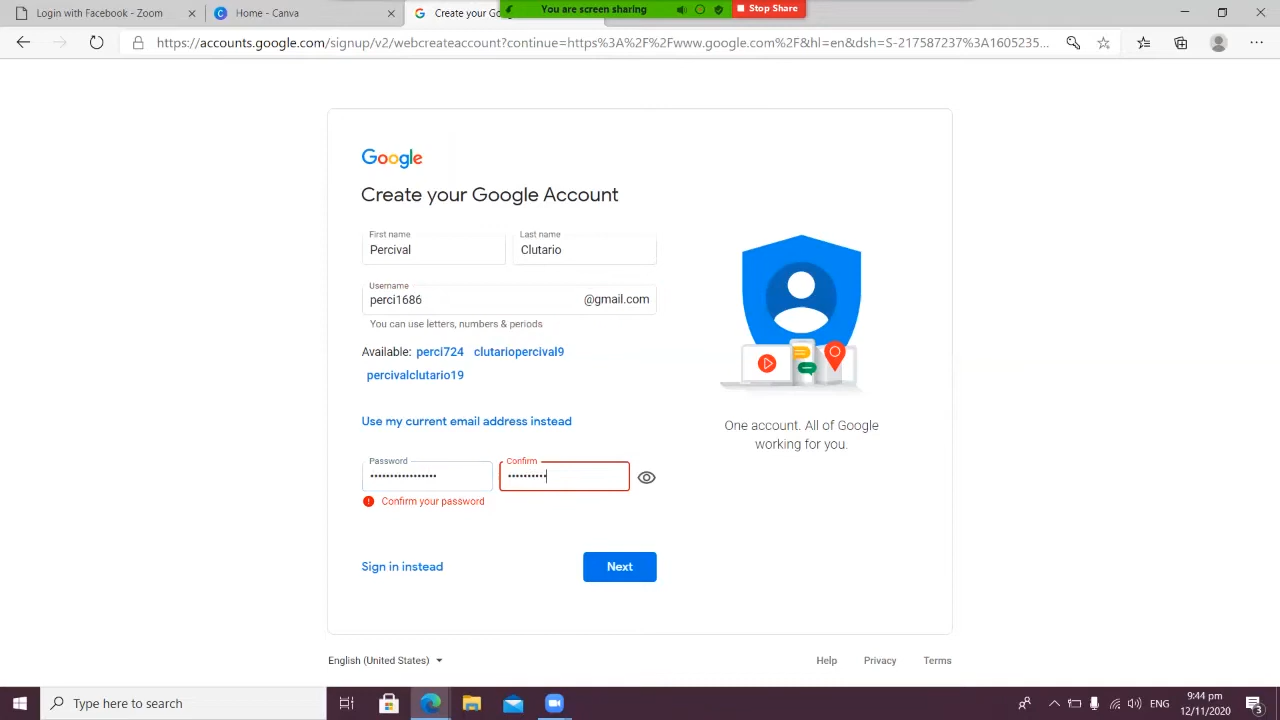 rk - Zoom
Home - Canva
Create your Go
You are screen sharing
Stop Share
https://accounts.google.com/signup/v2/webcreateaccount?continue=https%3A%2F%2Fwww.google.com%2F&hl=en&dsh=S-217587237%3A1605235...
Google
Create your Google Account
First name
Last name
Percival
Clutario
Username
perci1686
@gmail.com
You can use letters, numbers & periods
Available: perci724 clutariopercival9
percivalclutario19
Use my current email address instead
Password
Confirm
Confirm your password
Sign in instead
Next
One account. All of Google
working for you.
English (United States)
Help
Privacy
Terms
Type here to search
ENG
9:44 pm
12/11/2020
3